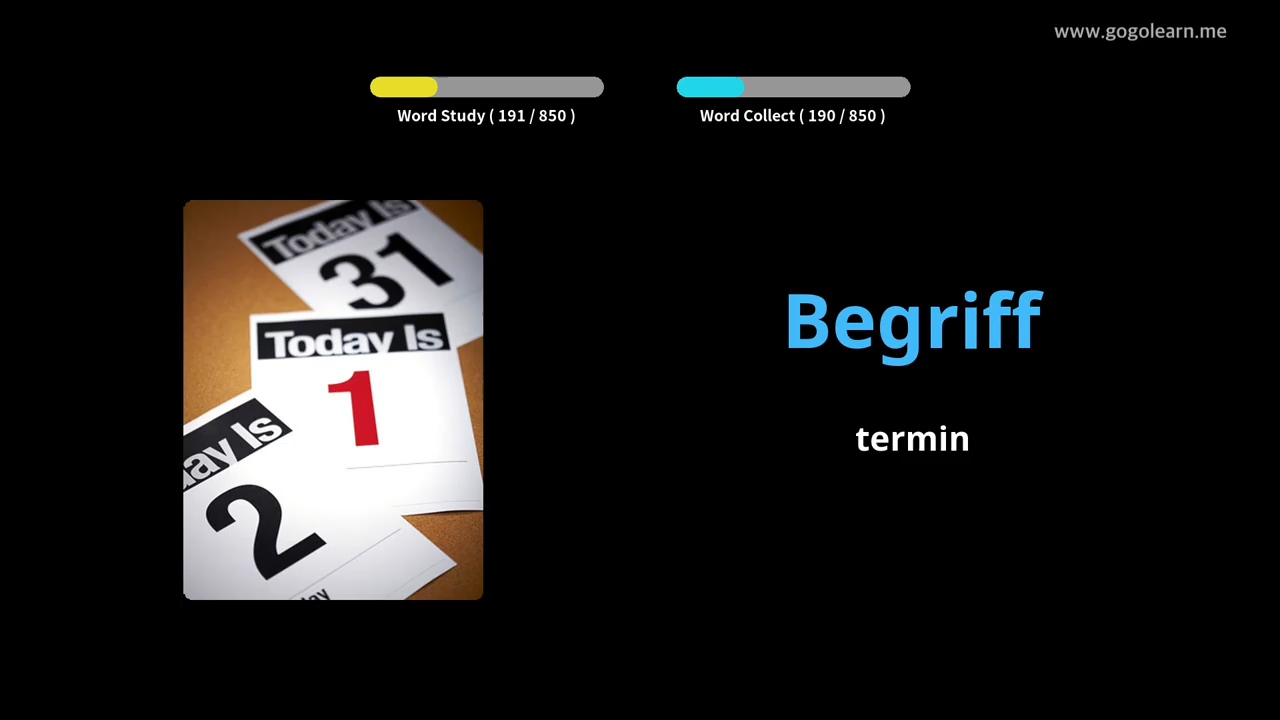 www.gogolearn.me
Word Study ( 191 / 850 )
Word Collect ( 190 / 850 )
Today Is
31
Today Is
1
ay Is
2
day
Begriff
termin